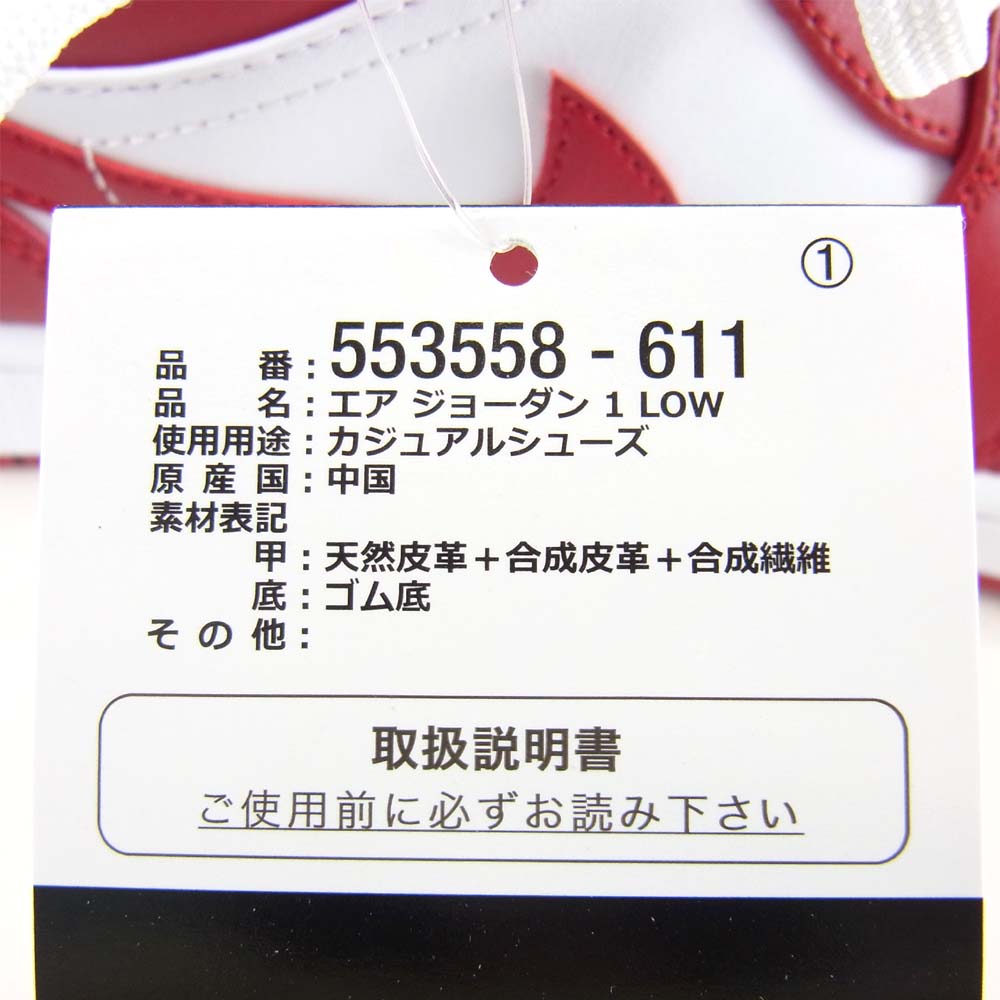 ①
品 番：553558 - 611
品 名：エア ジョーダン 1 LOW
使用用途：カジュアルシューズ
原産国：中国
素材表記
甲：天然皮革＋合成皮革＋合成繊維
底：ゴム底
その他：
取扱説明書
ご使用前に必ずお読み下さい